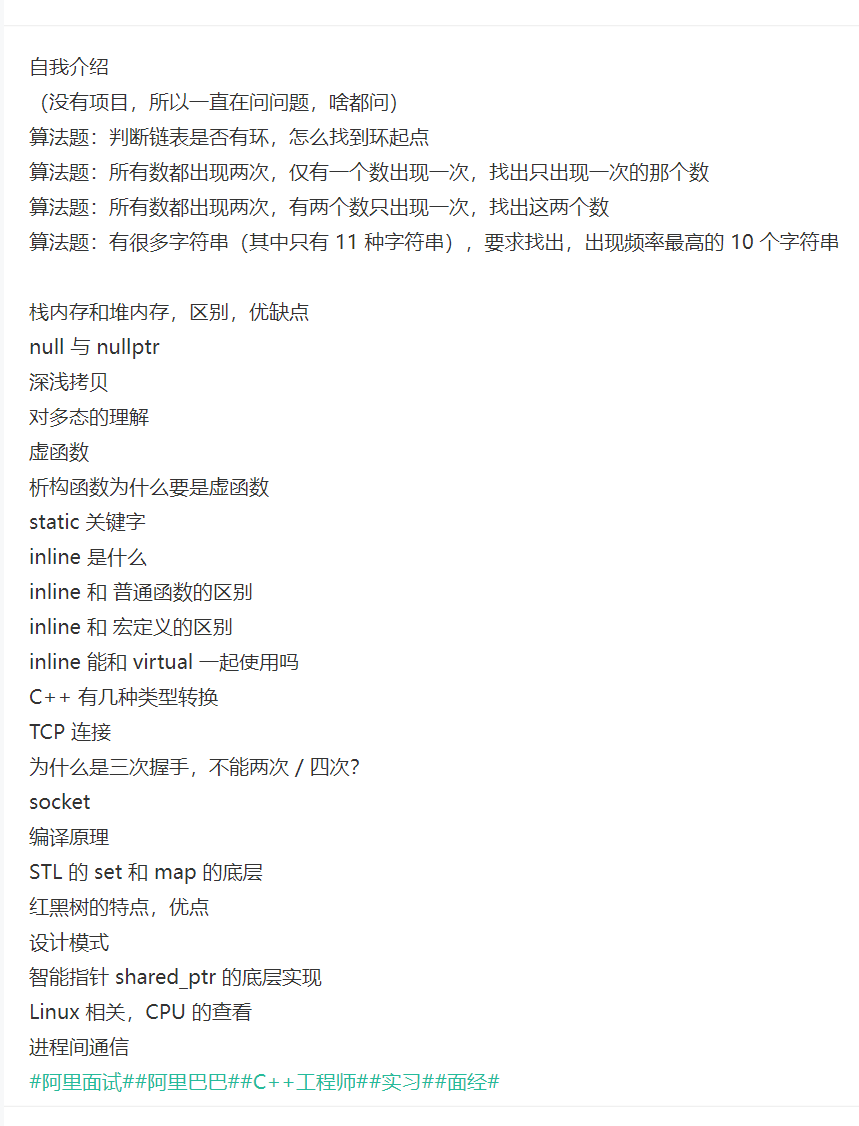 自我介绍
（没有项目，所以一直在问问题，啥都问）
算法题：判断链表是否有环，怎么找到环起点
算法题：所有数都出现两次，仅有一个数出现一次，找出只出现一次的那个数
算法题：所有数都出现两次，有两个数只出现一次，找出这两个数
算法题：有很多字符串（其中只有 11 种字符串），要求找出，出现频率最高的 10 个字符串
栈内存和堆内存，区别，优缺点
null 与 nullptr
深浅拷贝
对多态的理解
虚函数
析构函数为什么要是虚函数
static 关键字
inline 是什么
inline 和 普通函数的区别
inline 和 宏定义的区别
inline 能和 virtual 一起使用吗
C++ 有几种类型转换
TCP 连接
为什么是三次握手，不能两次 / 四次？
socket
编译原理
STL 的 set 和 map 的底层
红黑树的特点，优点
设计模式
智能指针 shared_ptr 的底层实现
Linux 相关，CPU 的查看
进程间通信
#阿里面试##阿里巴巴##C++工程师##实习##面经#